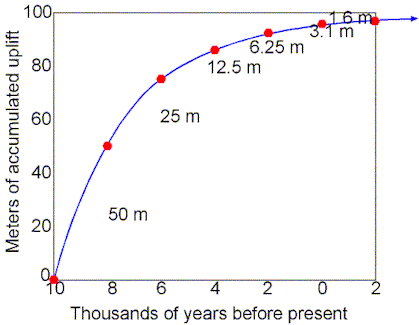 100
80
60
40
20
0
Meters of accumulated uplift
1.6 m
3.1 m
6.25 m
12.5 m
25 m
50 m
10 8 6 4 2 0 2
Thousands of years before present